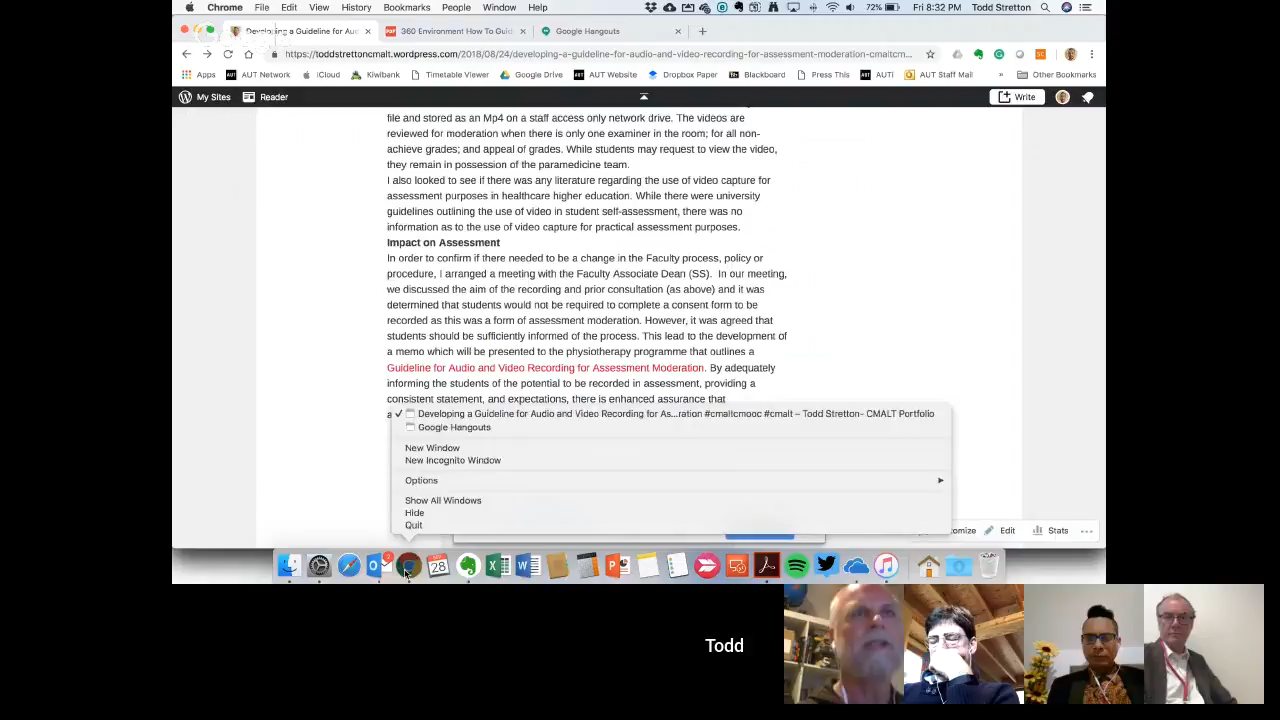 Chrome File Edit View History Bookmarks People Window Help 72% Fri 8:32 PM Todd Stretton
Developing a Guideline for Aud 360 Environment How To Guid Google Hangouts
https://toddstrettoncmalt.wordpress.com/2018/08/24/developing-a-guideline-for-audio-and-video-recording-for-assessment-moderation-cmaltcm...
Apps AUT Network iCloud Kiwibank Timetable Viewer Google Drive AUT Website Dropbox Paper Blackboard Press This AUTi AUT Staff Mail » Other Bookmarks
My Sites Reader Write
file and stored as an Mp4 on a staff access only network drive. The videos are
reviewed for moderation when there is only one examiner in the room; for all non-
achieve grades; and appeal of grades. While students may request to view the video,
they remain in possession of the paramedicine team.
I also looked to see if there was any literature regarding the use of video capture for
assessment purposes in healthcare higher education. While there were university
guidelines outlining the use of video in student self-assessment, there was no
information as to the use of video capture for practical assessment purposes.
Impact on Assessment
In order to confirm if there needed to be a change in the Faculty process, policy or
procedure, I arranged a meeting with the Faculty Associate Dean (SS). In our meeting,
we discussed the aim of the recording and prior consultation (as above) and it was
determined that students would not be required to complete a consent form to be
recorded as this was a form of assessment moderation. However, it was agreed that
students should be sufficiently informed of the process. This lead to the development of
a memo which will be presented to the physiotherapy programme that outlines a
Guideline for Audio and Video Recording for Assessment Moderation. By adequately
informing the students of the potential to be recorded in assessment, providing a
consistent statement, and expectations, there is enhanced assurance that
Developing a Guideline for Audio and Video Recording for As...ration #cmaltcmooc #cmalt – Todd Stretton- CMALT Portfolio
Google Hangouts
New Window
New Incognito Window
Options
Show All Windows
Hide
Quit
Edit Stats
28
Todd